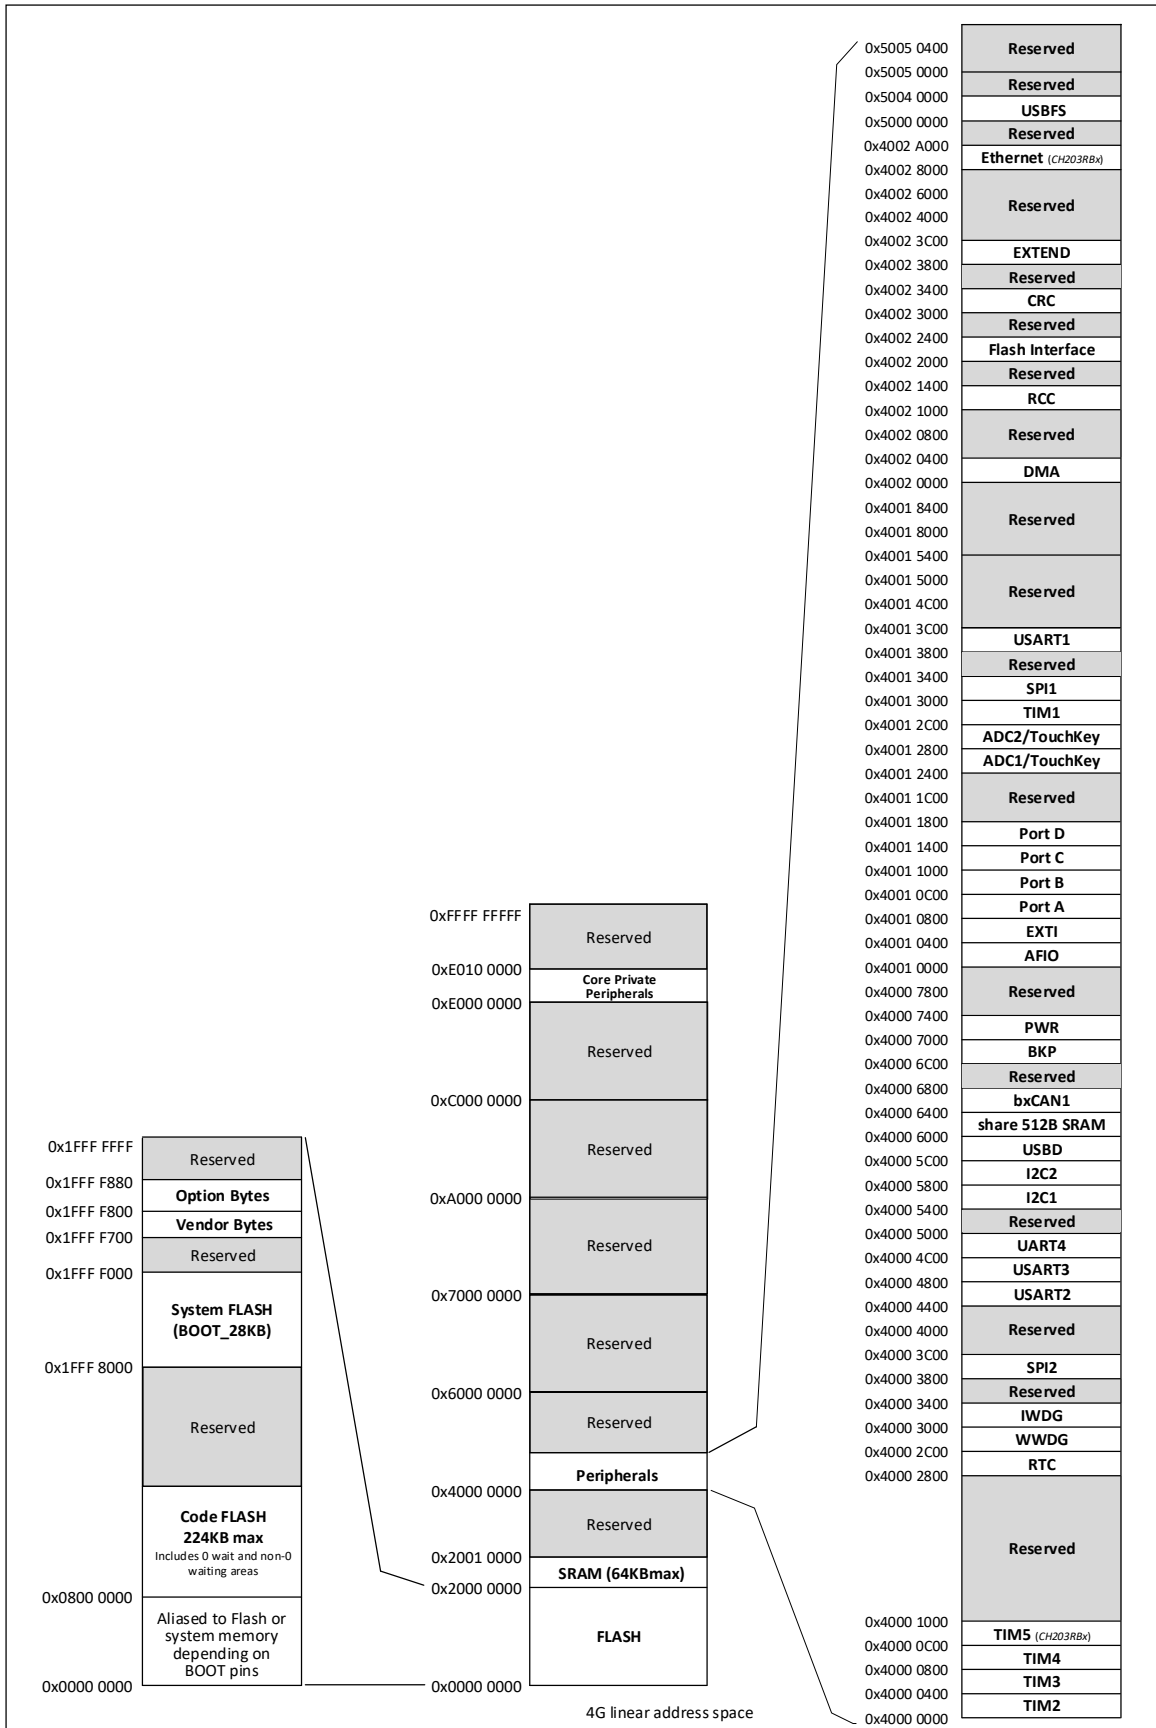 0x1FFF FFFF
Reserved
0x1FFF F880
Option Bytes
0x1FFF F800
Vendor Bytes
0x1FFF F700
Reserved
0x1FFF F000
System FLASH
(BOOT_28KB)
0x1FFF 8000
Reserved
Code FLASH
224KB max
Includes 0 wait and non-0
waiting areas
0x0800 0000
Aliased to Flash or
system memory
depending on
BOOT pins
0x0000 0000
0xFFFF FFFFF
Reserved
0xE010 0000
Core Private
Peripherals
0xE000 0000
Reserved
0xC000 0000
Reserved
0xA000 0000
Reserved
0x7000 0000
Reserved
0x6000 0000
Reserved
Peripherals
0x4000 0000
Reserved
0x2001 0000
SRAM (64KBmax)
0x2000 0000
FLASH
0x0000 0000
4G linear address space
0x5005 0400
Reserved
0x5005 0000
Reserved
0x5004 0000
USBFS
0x5000 0000
Reserved
0x4002 A000
Ethernet (CH203RBx)
0x4002 8000
0x4002 6000
Reserved
0x4002 4000
0x4002 3C00
EXTEND
0x4002 3800
Reserved
0x4002 3400
CRC
0x4002 3000
Reserved
0x4002 2400
Flash Interface
0x4002 2000
Reserved
0x4002 1400
RCC
0x4002 1000
0x4002 0800
Reserved
0x4002 0400
DMA
0x4002 0000
0x4001 8400
Reserved
0x4001 8000
0x4001 5400
0x4001 5000
Reserved
0x4001 4C00
0x4001 3C00
USART1
0x4001 3800
Reserved
0x4001 3400
SPI1
0x4001 3000
TIM1
0x4001 2C00
ADC2/TouchKey
0x4001 2800
ADC1/TouchKey
0x4001 2400
0x4001 1C00
Reserved
0x4001 1800
Port D
0x4001 1400
Port C
0x4001 1000
Port B
0x4001 0C00
Port A
0x4001 0800
EXTI
0x4001 0400
AFIO
0x4001 0000
0x4000 7800
Reserved
0x4000 7400
PWR
0x4000 7000
BKP
0x4000 6C00
Reserved
0x4000 6800
bxCAN1
0x4000 6400
share 512B SRAM
0x4000 6000
USBD
0x4000 5C00
I2C2
0x4000 5800
I2C1
0x4000 5400
Reserved
0x4000 5000
UART4
0x4000 4C00
USART3
0x4000 4800
USART2
0x4000 4400
0x4000 4000
Reserved
0x4000 3C00
SPI2
0x4000 3800
Reserved
0x4000 3400
IWDG
0x4000 3000
WWDG
0x4000 2C00
RTC
0x4000 2800
Reserved
0x4000 1000
TIM5 (CH203RBx)
0x4000 0C00
TIM4
0x4000 0800
TIM3
0x4000 0400
TIM2
0x4000 0000